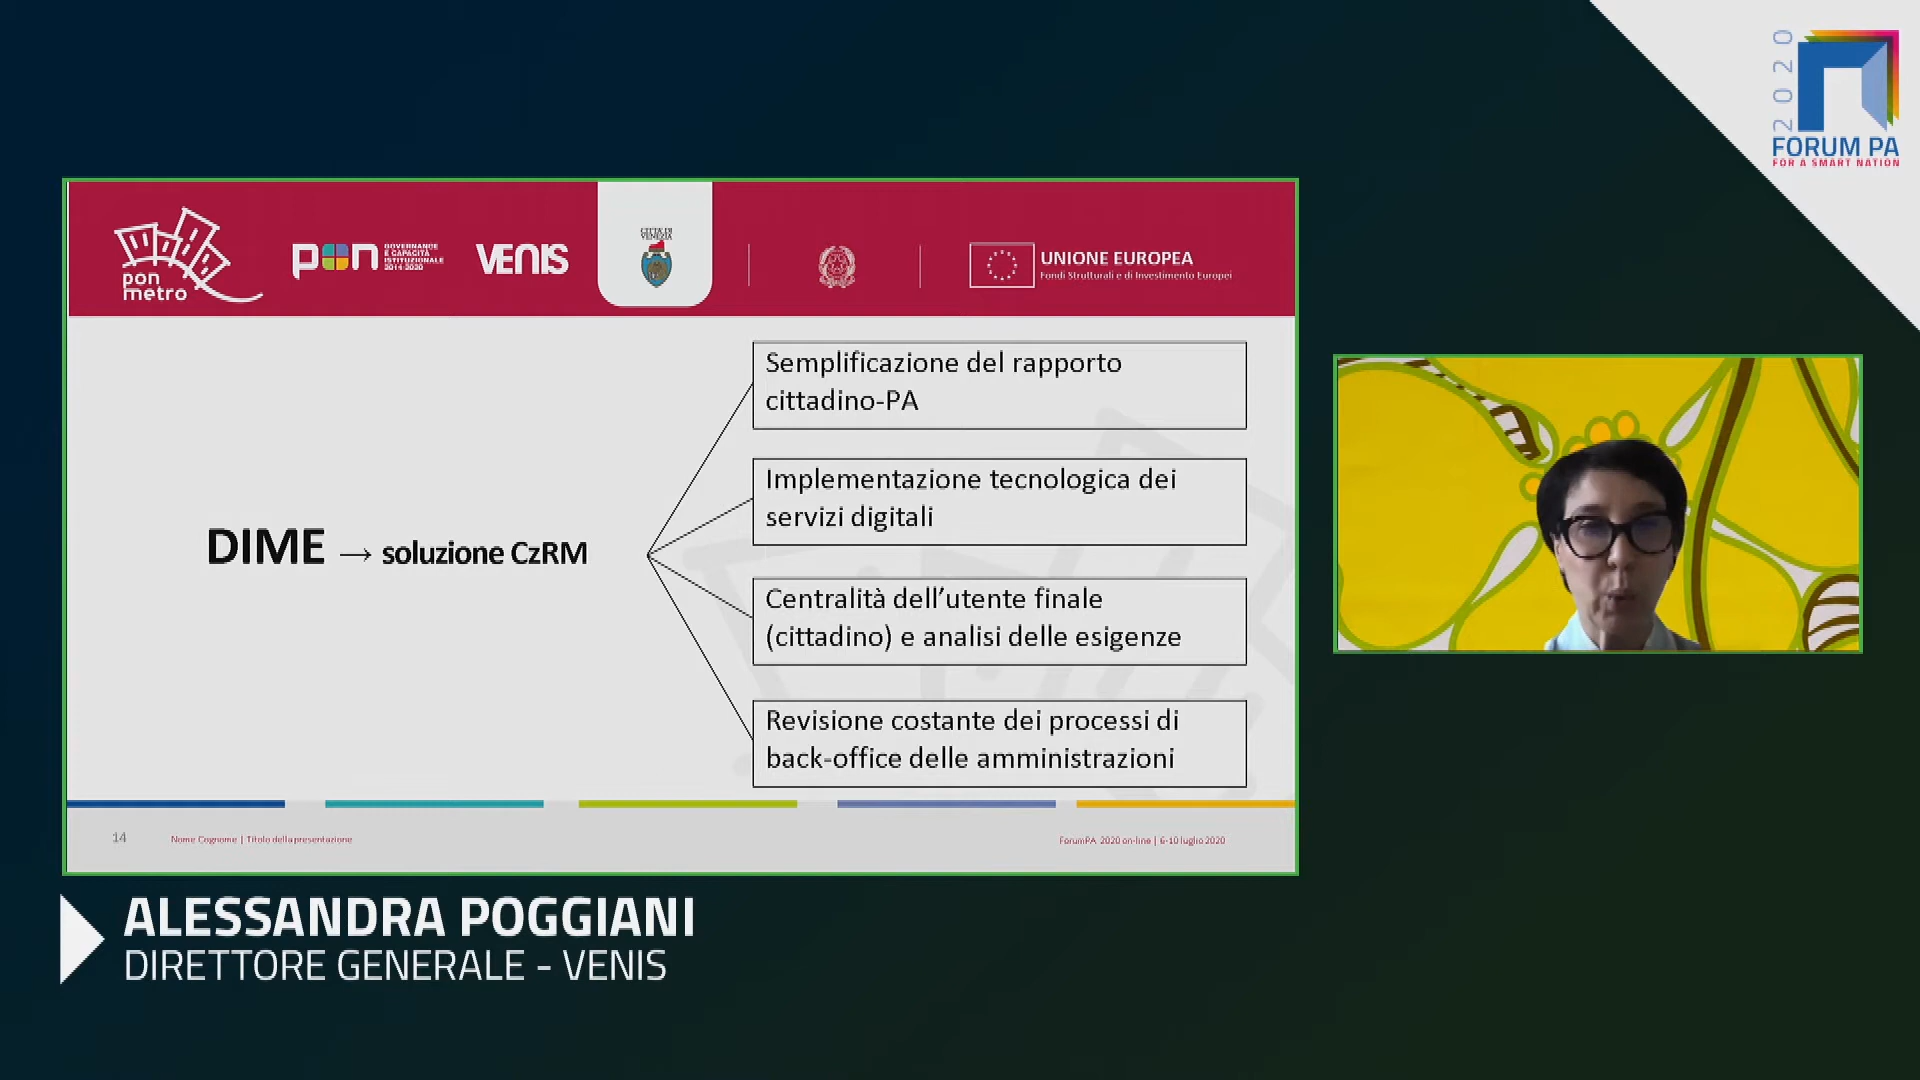 2020
FORUM PA
FOR A SMART NATION
pon
metro
pon
GOVERNANCE
E CAPACITÀ
ISTITUZIONALE
2014-2020
VENIS
CITTÀ DI
VENEZIA
UNIONE EUROPEA
Fondi Strutturali e di Investimento Europei
Semplificazione del rapporto
cittadino-PA
Implementazione tecnologica dei
servizi digitali
DIME → soluzione CzRM
Centralità dell’utente finale
(cittadino) e analisi delle esigenze
Revisione costante dei processi di
back-office delle amministrazioni
14
Nome Cognome | Titolo della presentazione
ForumPA 2020 on-line | 6-10 luglio 2020
ALESSANDRA POGGIANI
DIRETTORE GENERALE - VENIS